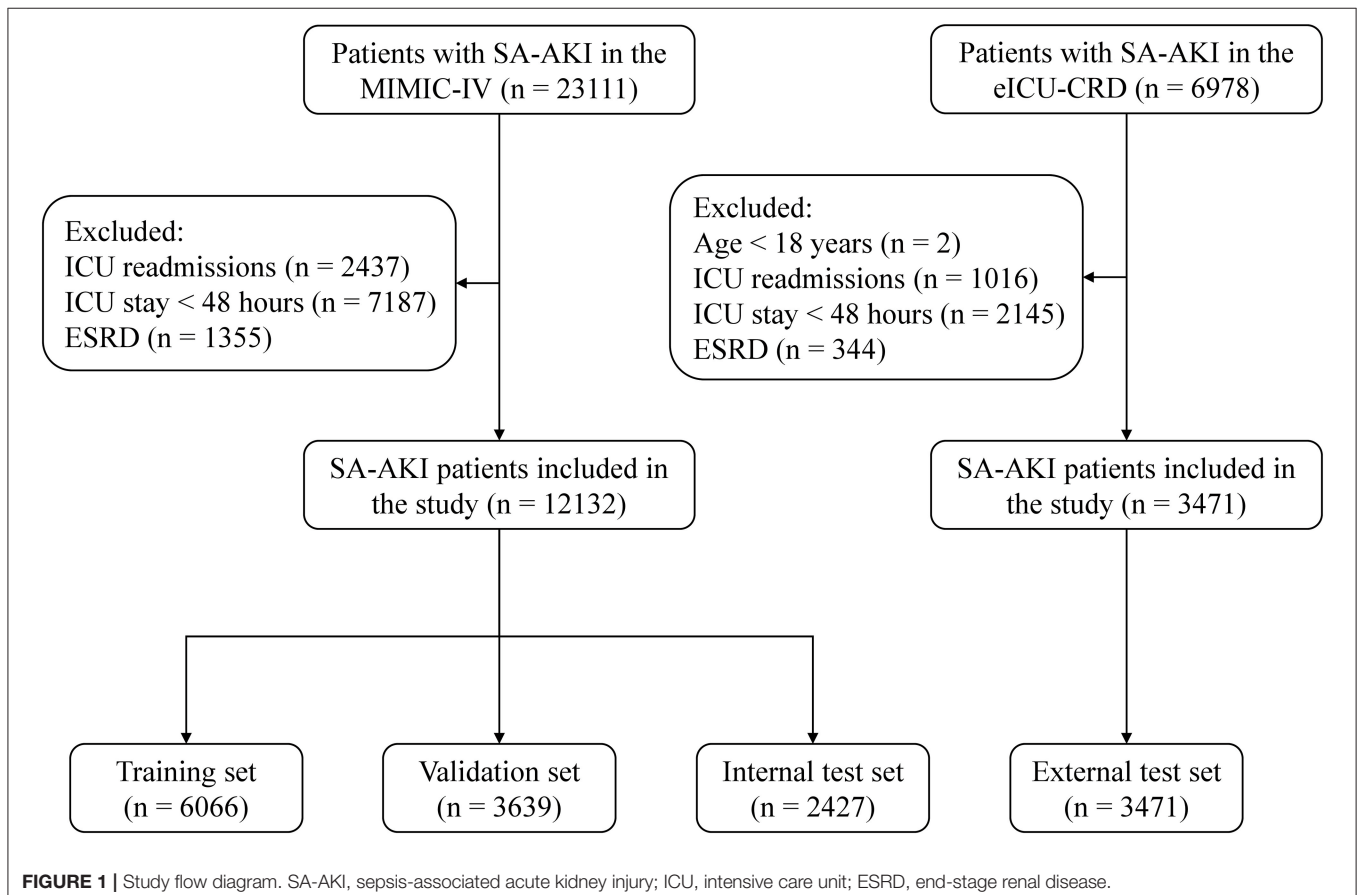 Patients with SA-AKI in the
MIMIC-IV (n = 23111)
Patients with SA-AKI in the
eICU-CRD (n = 6978)
Excluded:
ICU readmissions (n = 2437)
ICU stay < 48 hours (n = 7187)
ESRD (n = 1355)
Excluded:
Age < 18 years (n = 2)
ICU readmissions (n = 1016)
ICU stay < 48 hours (n = 2145)
ESRD (n = 344)
SA-AKI patients included in
the study (n = 12132)
SA-AKI patients included in
the study (n = 3471)
Training set
(n = 6066)
Validation set
(n = 3639)
Internal test set
(n = 2427)
External test set
(n = 3471)
FIGURE 1 | Study flow diagram. SA-AKI, sepsis-associated acute kidney injury; ICU, intensive care unit; ESRD, end-stage renal disease.